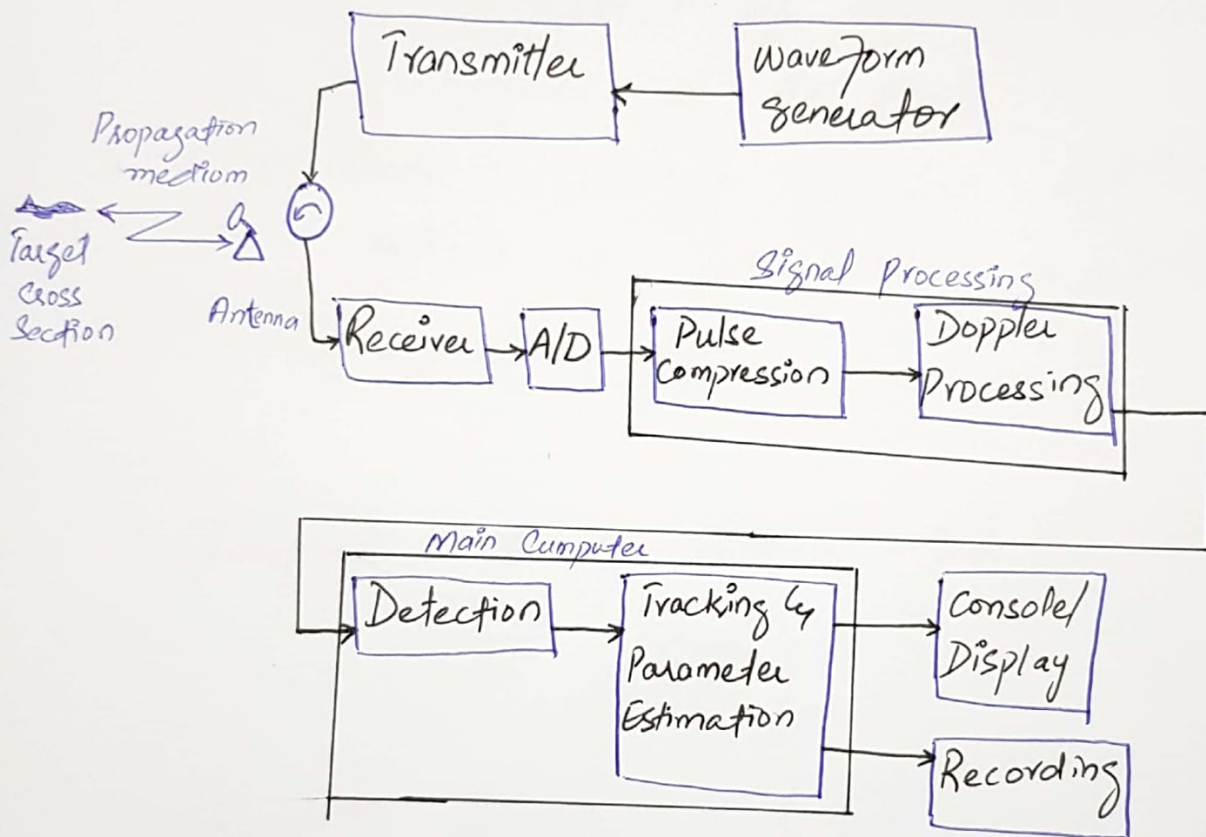 Transmitter
Waveform
generator
Propagation
medium
Target
Cross
Section
Antenna
Receiver
A/D
Signal Processing
Pulse
Compression
Doppler
Processing
Main Cumputer
Detection
Tracking &
Parameter
Estimation
Console/
Display
Recording